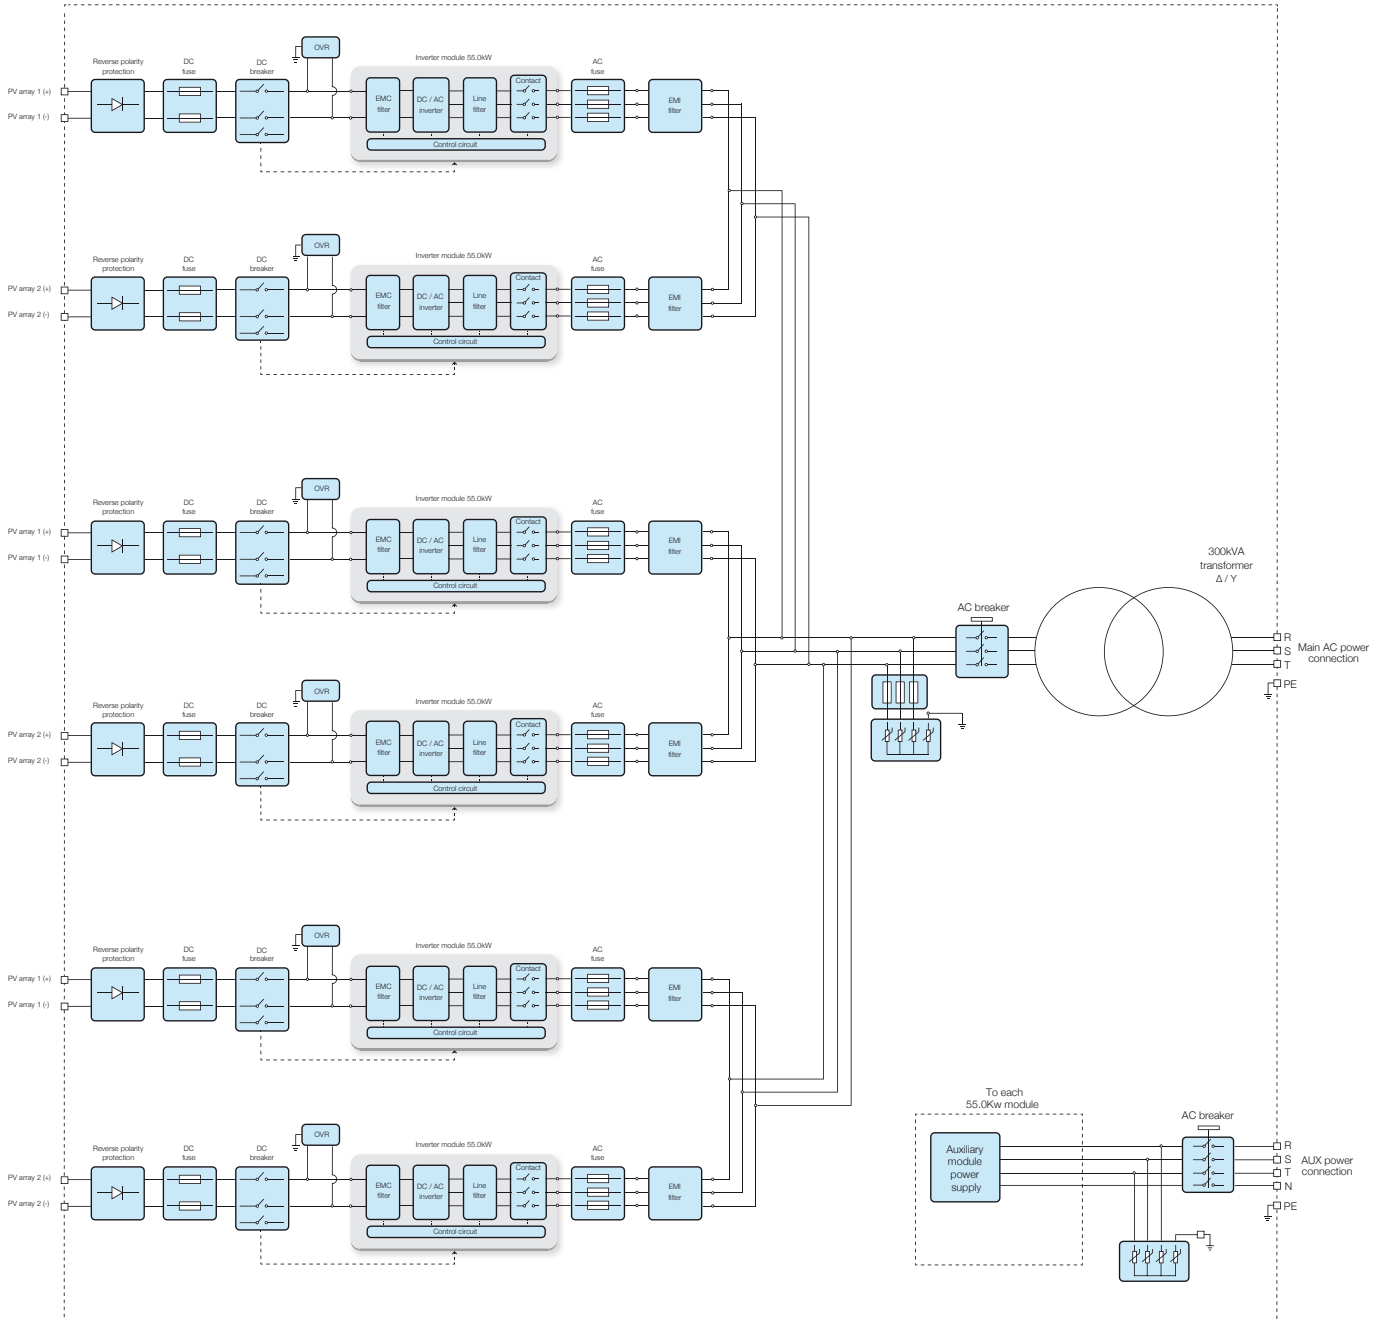 OVR
Reverse polarity
protection
DC
fuse
DC
breaker
Inverter module 55.0kW
AC
fuse
PV array 1 (+)
PV array 1 (-)
EMC
filter
DC / AC
inverter
Line
filter
Contact
EMI
filter
Control circuit
OVR
Reverse polarity
protection
DC
fuse
DC
breaker
Inverter module 55.0kW
AC
fuse
PV array 2 (+)
PV array 2 (-)
EMC
filter
DC / AC
inverter
Line
filter
Contact
EMI
filter
Control circuit
OVR
Reverse polarity
protection
DC
fuse
DC
breaker
Inverter module 55.0kW
AC
fuse
PV array 1 (+)
PV array 1 (-)
EMC
filter
DC / AC
inverter
Line
filter
Contact
EMI
filter
Control circuit
300kVA
transformer
Δ / Y
AC breaker
R
S
T
Main AC power
connection
PE
OVR
Reverse polarity
protection
DC
fuse
DC
breaker
Inverter module 55.0kW
AC
fuse
PV array 2 (+)
PV array 2 (-)
EMC
filter
DC / AC
inverter
Line
filter
Contact
EMI
filter
Control circuit
OVR
Reverse polarity
protection
DC
fuse
DC
breaker
Inverter module 55.0kW
AC
fuse
PV array 1 (+)
PV array 1 (-)
EMC
filter
DC / AC
inverter
Line
filter
Contact
EMI
filter
Control circuit
OVR
Reverse polarity
protection
DC
fuse
DC
breaker
Inverter module 55.0kW
AC
fuse
PV array 2 (+)
PV array 2 (-)
EMC
filter
DC / AC
inverter
Line
filter
Contact
EMI
filter
Control circuit
To each
55.0Kw module
Auxiliary
module
power
supply
AC breaker
R
S
T
N
AUX power
connection
PE